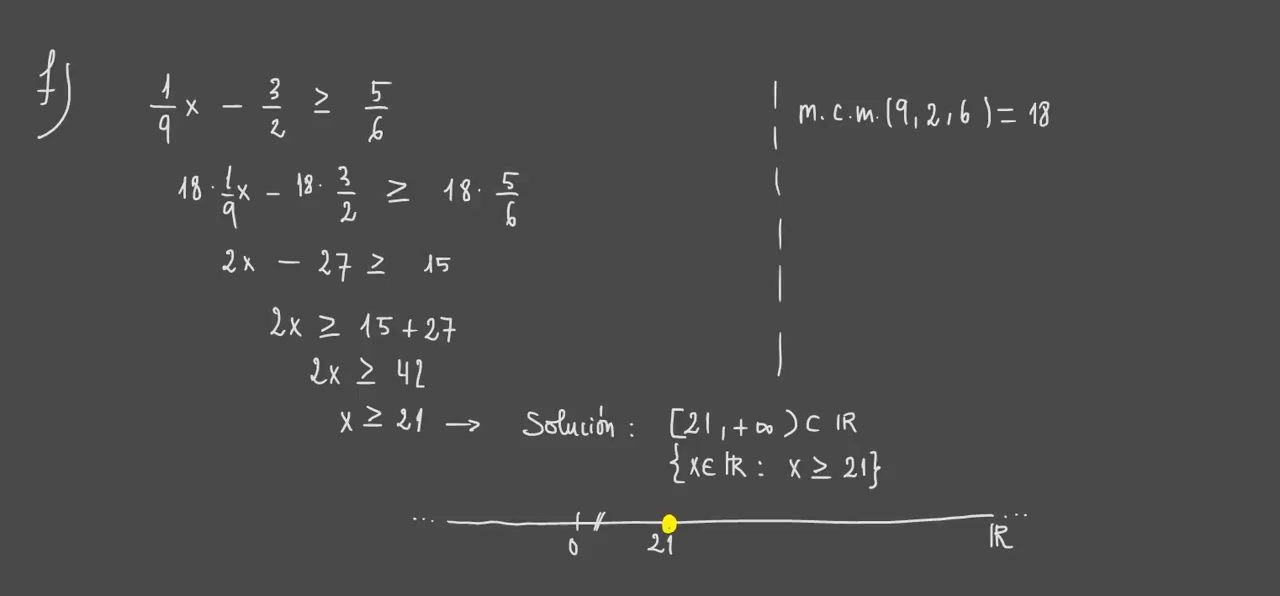 f) 1/9 x - 3/2 ≥ 5/6
m.c.m.(9,2,6) = 18
18 · 1/9 x - 18 · 3/2 ≥ 18 · 5/6
2x - 27 ≥ 15
2x ≥ 15 + 27
2x ≥ 42
x ≥ 21 → Solución: [21, +∞) ⊂ ℝ
{x ∈ ℝ : x ≥ 21}
... ...
0 21 ℝ